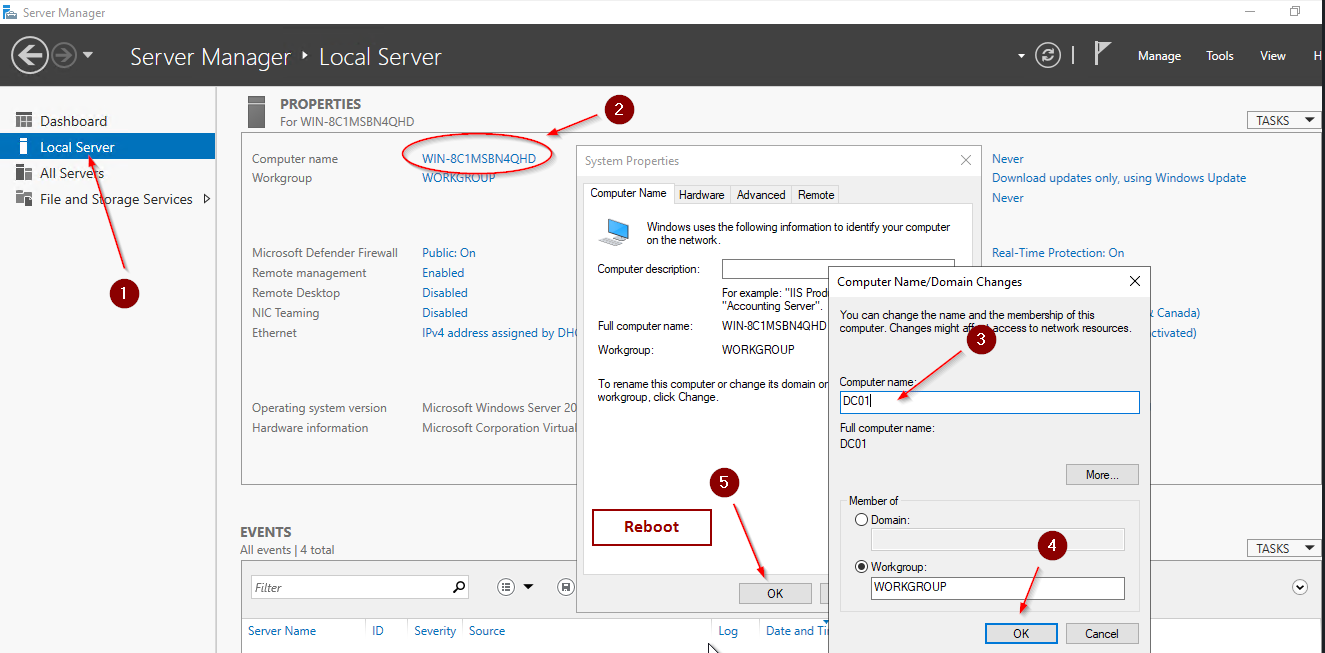 Server Manager
Server Manager ‣ Local Server
Manage Tools View H
Dashboard
Local Server
All Servers
File and Storage Services
1
PROPERTIES
For WIN-8C1MSBN4QHD
2
TASKS
Computer name WIN-8C1MSBN4QHD
Workgroup WORKGROUP
Microsoft Defender Firewall Public: On
Remote management Enabled
Remote Desktop Disabled
NIC Teaming Disabled
Ethernet IPv4 address assigned by DHC
Operating system version Microsoft Windows Server 20
Hardware information Microsoft Corporation Virtual
Never
Download updates only, using Windows Update
Never
Real-Time Protection: On
& Canada)
ctivated)
System Properties
Computer Name Hardware Advanced Remote
Windows uses the following information to identify your computer
on the network.
Computer description:
For example: "IIS Prod
"Accounting Server".
Full computer name: WIN-8C1MSBN4QHD
Workgroup: WORKGROUP
To rename this computer or change its domain or
workgroup, click Change.
5
Reboot
OK
Computer Name/Domain Changes
You can change the name and the membership of this
computer. Changes might affect access to network resources.
3
Computer name:
DC01
Full computer name:
DC01
More...
Member of
Domain:
4
Workgroup:
WORKGROUP
OK Cancel
EVENTS
All events | 4 total
TASKS
Filter
Server Name ID Severity Source Log Date and Ti